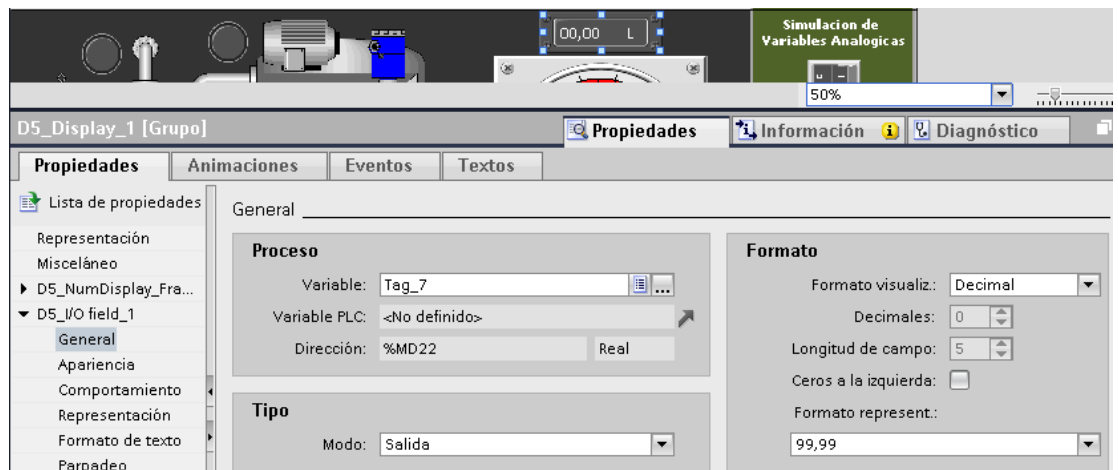 Simulacion de
Variables Analogicas
00,00 L
50%
D5_Display_1 [Grupo]
Propiedades
Información
Diagnóstico
Propiedades
Animaciones
Eventos
Textos
Lista de propiedades
General
Representación
Misceláneo
D5_NumDisplay_Fra...
D5_I/O field_1
General
Apariencia
Comportamiento
Representación
Formato de texto
Parpadeo
Proceso
Variable: Tag_7
...
Variable PLC: <No definido>
Dirección: %MD22 Real
Tipo
Modo: Salida
Formato
Formato visualiz.: Decimal
Decimales: 0
Longitud de campo: 5
Ceros a la izquierda:
Formato represent.:
99,99